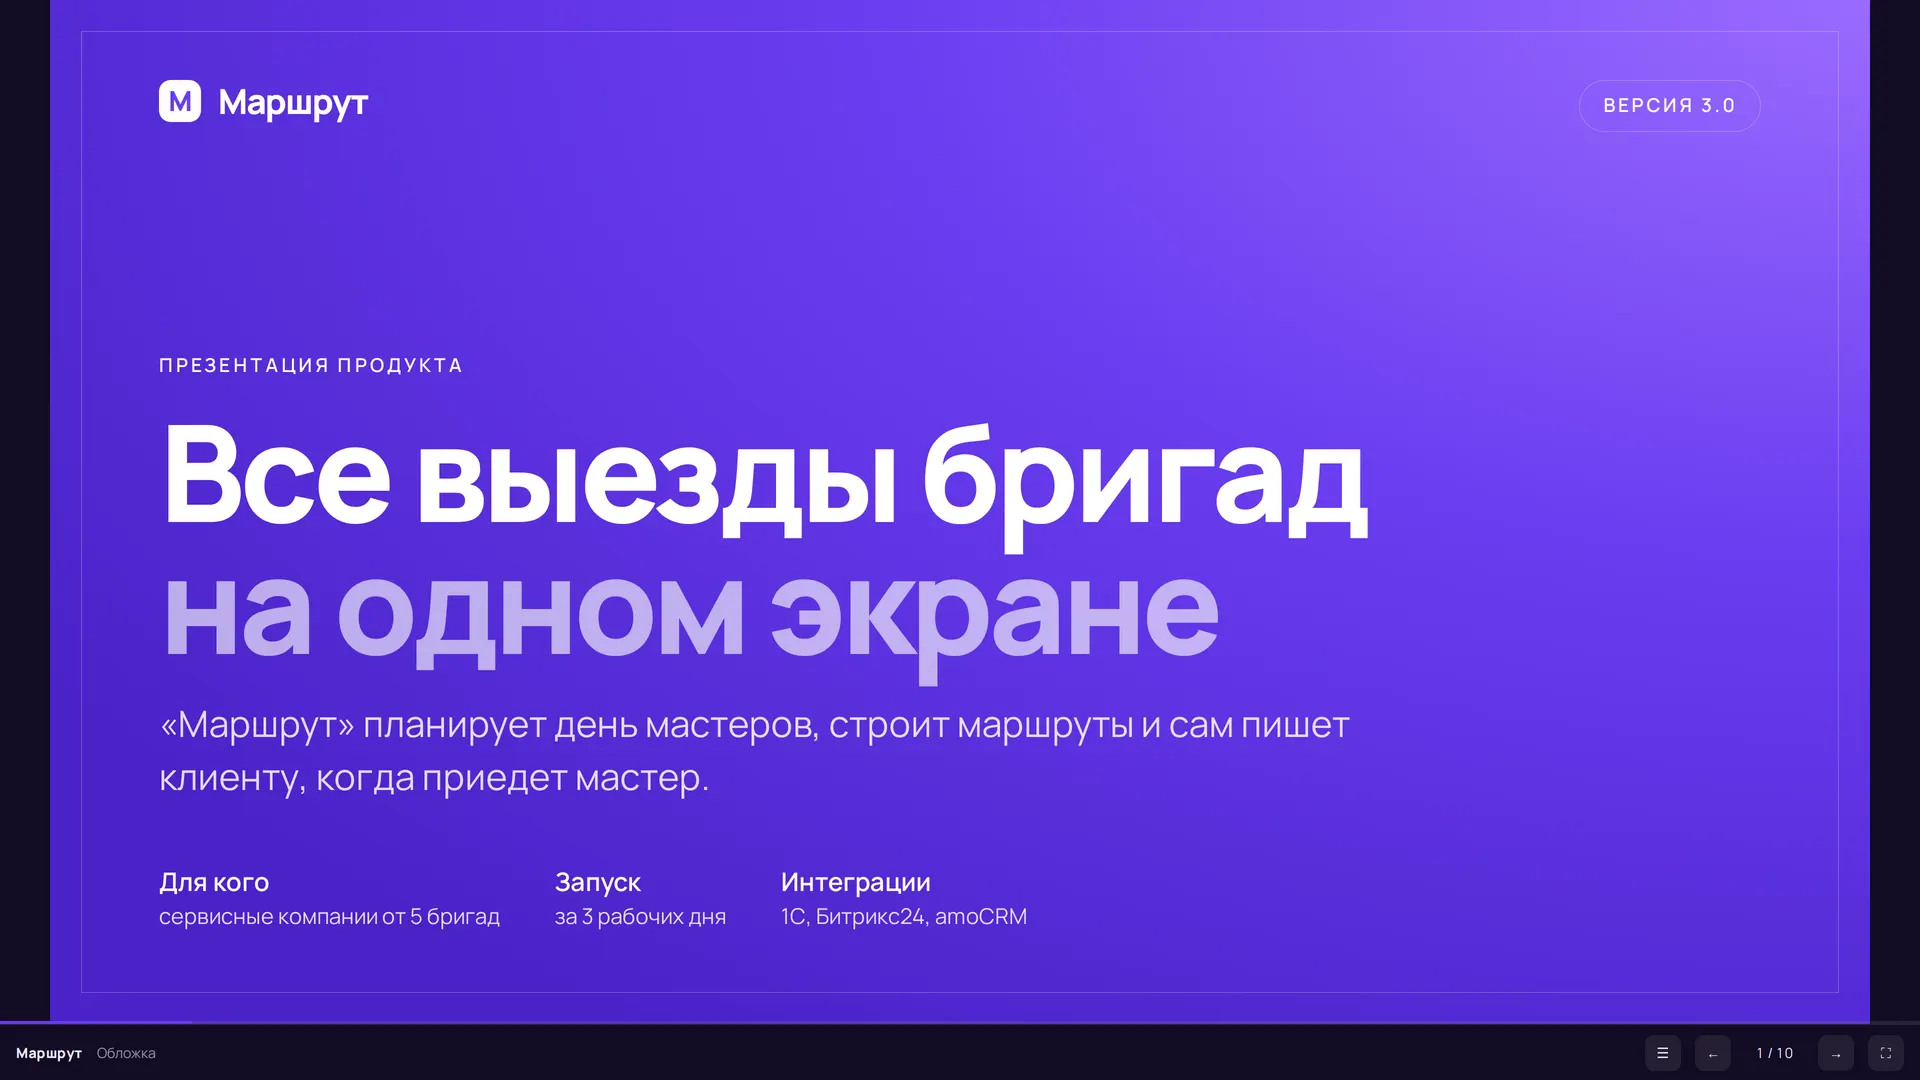 М Маршрут
ВЕРСИЯ 3.0
ПРЕЗЕНТАЦИЯ ПРОДУКТА
Все выезды бригад
на одном экране
«Маршрут» планирует день мастеров, строит маршруты и сам пишет
клиенту, когда приедет мастер.
Для кого
сервисные компании от 5 бригад
Запуск
за 3 рабочих дня
Интеграции
1С, Битрикс24, amoCRM
Маршрут Обложка
1 / 10